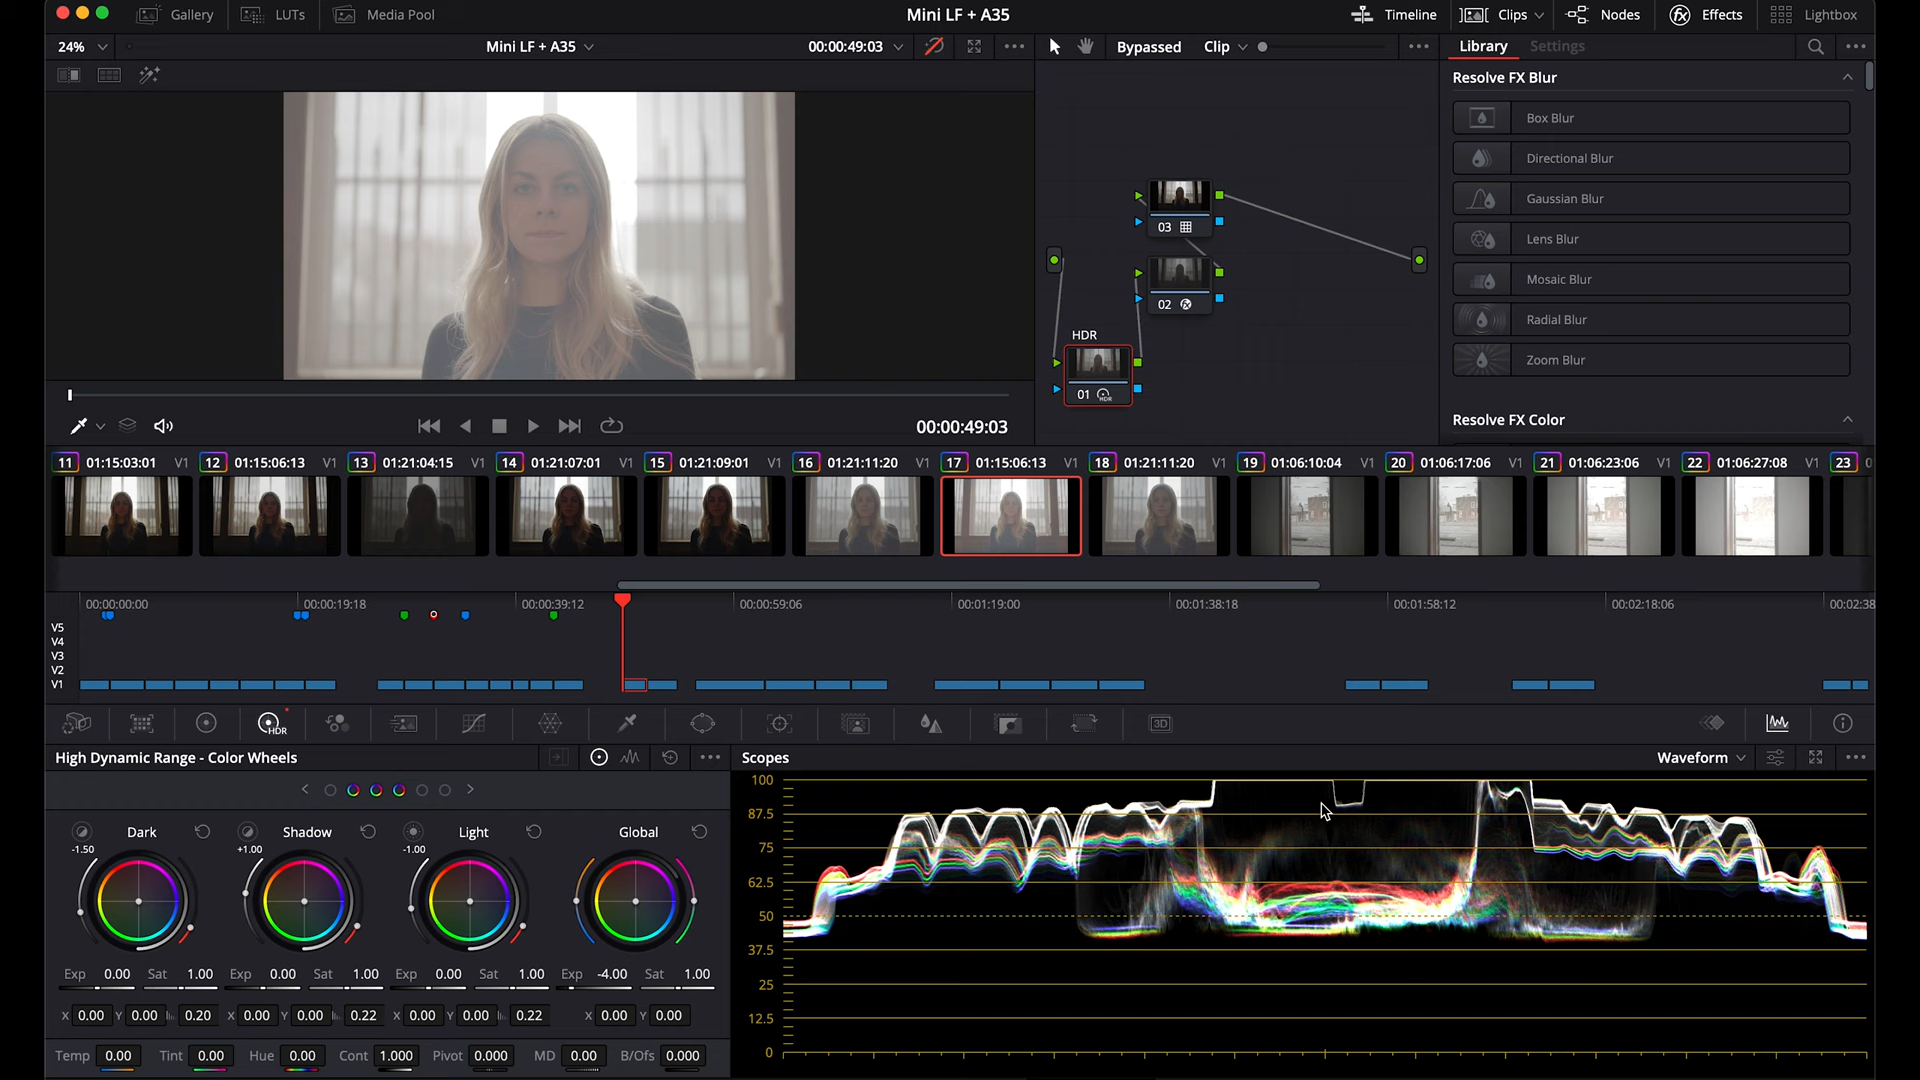 Gallery LUTs Media Pool Mini LF + A35 Timeline Clips Nodes Effects Lightbox
24% Mini LF + A35 00:00:49:03 Bypassed Clip Library Settings
Resolve FX Blur
Box Blur
Directional Blur
Gaussian Blur
Lens Blur
Mosaic Blur
Radial Blur
Zoom Blur
Resolve FX Color
03
02
HDR
01 HDR
00:00:49:03
11 01:15:03:01 V1 12 01:15:06:13 V1 13 01:21:04:15 V1 14 01:21:07:01 V1 15 01:21:09:01 V1 16 01:21:11:20 V1 17 01:15:06:13 V1 18 01:21:11:20 V1 19 01:06:10:04 V1 20 01:06:17:06 V1 21 01:06:23:06 V1 22 01:06:27:08 V1 23
00:00:00:00 00:00:19:18 00:00:39:12 00:00:59:06 00:01:19:00 00:01:38:18 00:01:58:12 00:02:18:06 00:02:38
V5
V4
V3
V2
V1
HDR 3D
High Dynamic Range - Color Wheels
Dark Shadow Light Global
-1.50 +1.00 -1.00
Exp 0.00 Sat 1.00 Exp 0.00 Sat 1.00 Exp 0.00 Sat 1.00 Exp -4.00 Sat 1.00
X 0.00 Y 0.00 0.20 X 0.00 Y 0.00 0.22 X 0.00 Y 0.00 0.22 X 0.00 Y 0.00
Temp 0.00 Tint 0.00 Hue 0.00 Cont 1.000 Pivot 0.000 MD 0.00 B/Ofs 0.000
Scopes Waveform
100
87.5
75
62.5
50
37.5
25
12.5
0